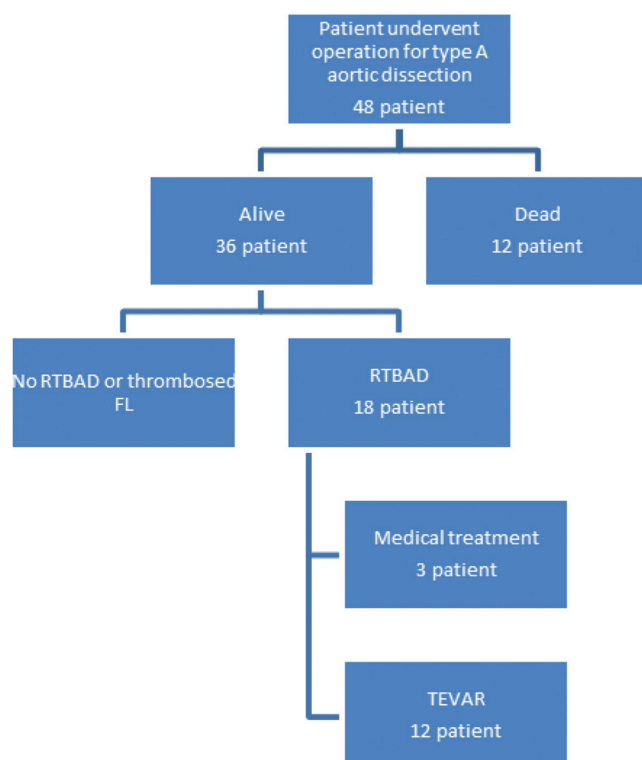 Patient undervent
operation for type A
aortic dissection
48 patient
Alive
36 patient
Dead
12 patient
No RTBAD or thrombosed
FL
RTBAD
18 patient
Medical treatment
3 patient
TEVAR
12 patient